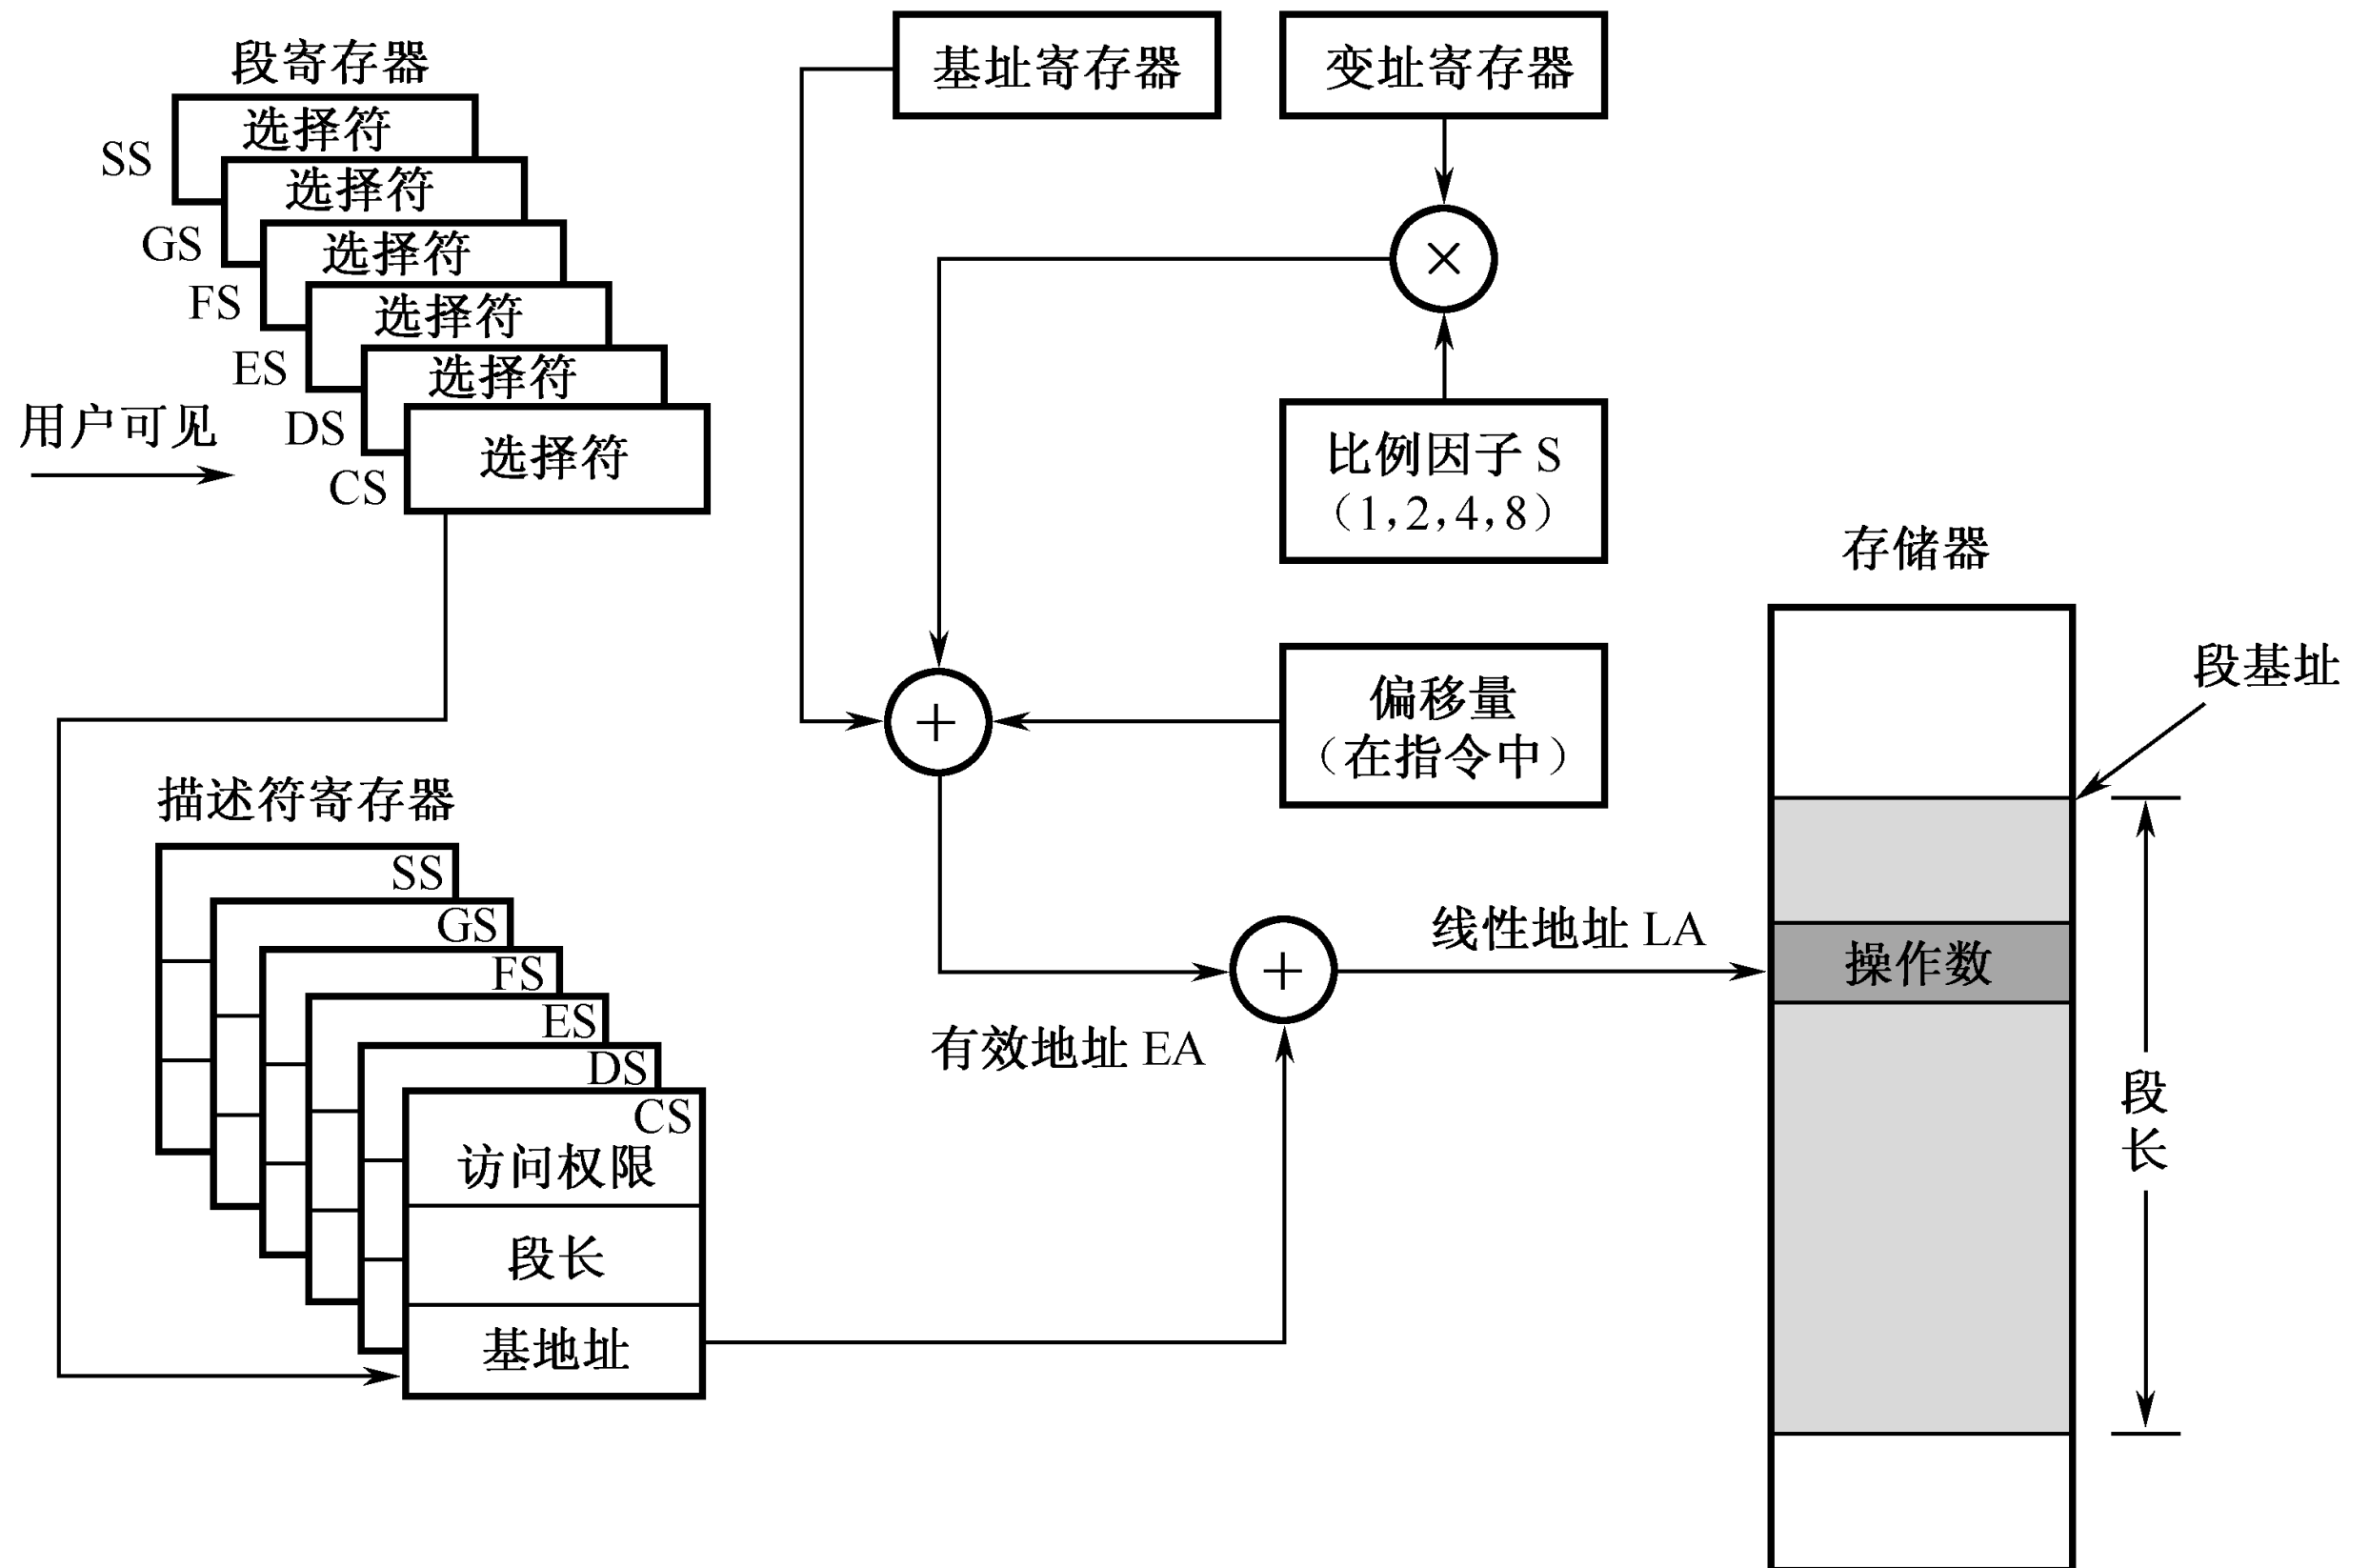 段寄存器
选择符
SS
选择符
GS
选择符
FS
选择符
ES
选择符
DS
选择符
CS
用户可见
基址寄存器
变址寄存器
×
比例因子 S
(1,2,4,8)
+
偏移量
(在指令中)
存储器
段基址
描述符寄存器
SS
GS
FS
ES
DS
CS
访问权限
段长
基地址
有效地址 EA
+
线性地址 LA
操作数
段
长